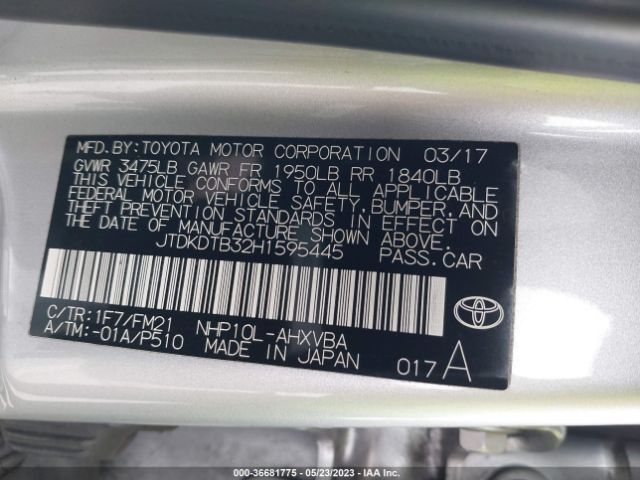 MFD.BY:TOYOTA MOTOR CORPORATION 03/17
GVWR 3475LB GAWR FR 1950LB RR 1840LB
THIS VEHICLE CONFORMS TO ALL APPLICABLE
FEDERAL MOTOR VEHICLE SAFETY,BUMPER,AND
THEFT PREVENTION STANDARDS IN EFFECT ON
THE DATE OF MANUFACTURE SHOWN ABOVE.
JTDKDTB32H1595445 PASS.CAR
C/TR:1F7/FM21 NHP10L-AHXVBA
A/TM:-01A/P510 MADE IN JAPAN 017A
000-36681775 - 05/23/2023 - IAA Inc.